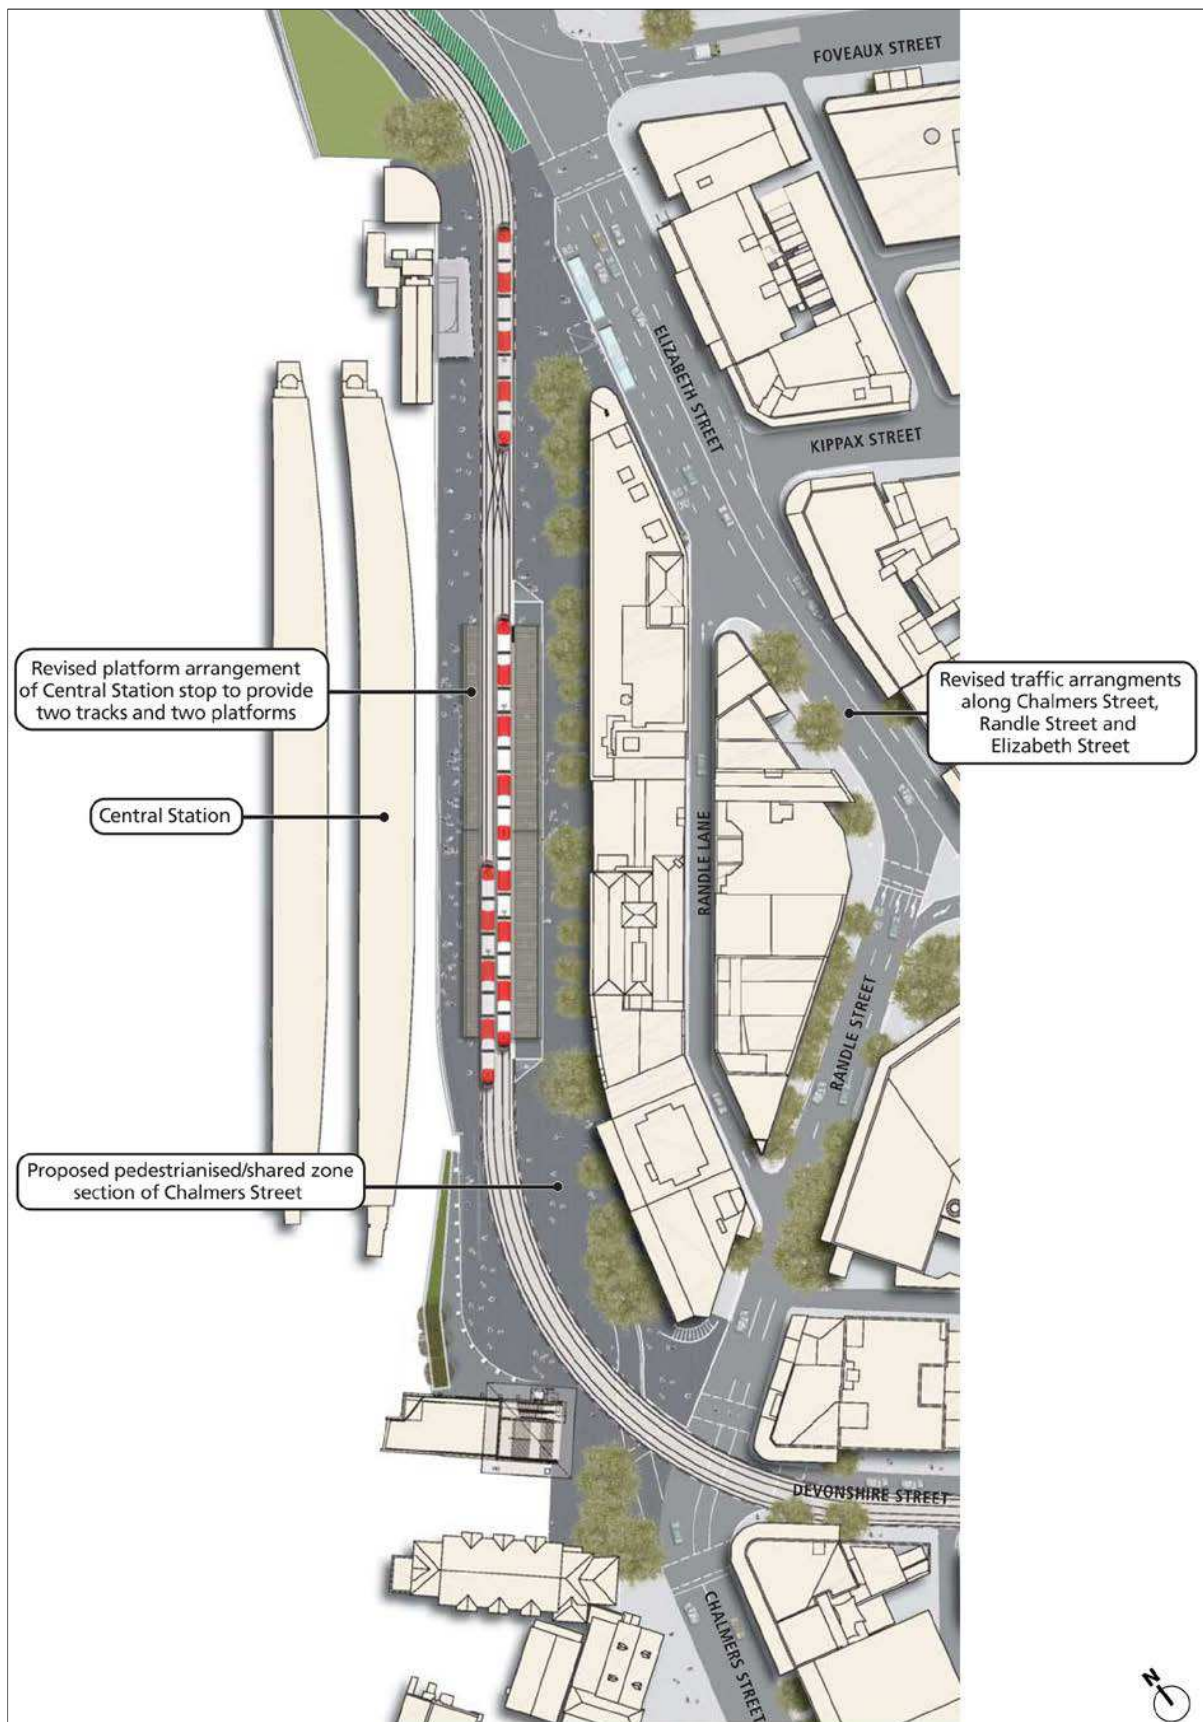 FOVEAUX STREET
ELIZABETH STREET
KIPPAX STREET
Revised platform arrangement
of Central Station stop to provide
two tracks and two platforms
Revised traffic arrangments
along Chalmers Street,
Randle Street and
Elizabeth Street
Central Station
RANDLE LANE
RANDLE STREET
Proposed pedestrianised/shared zone
section of Chalmers Street
DEVONSHIRE STREET
CHALMERS STREET
N